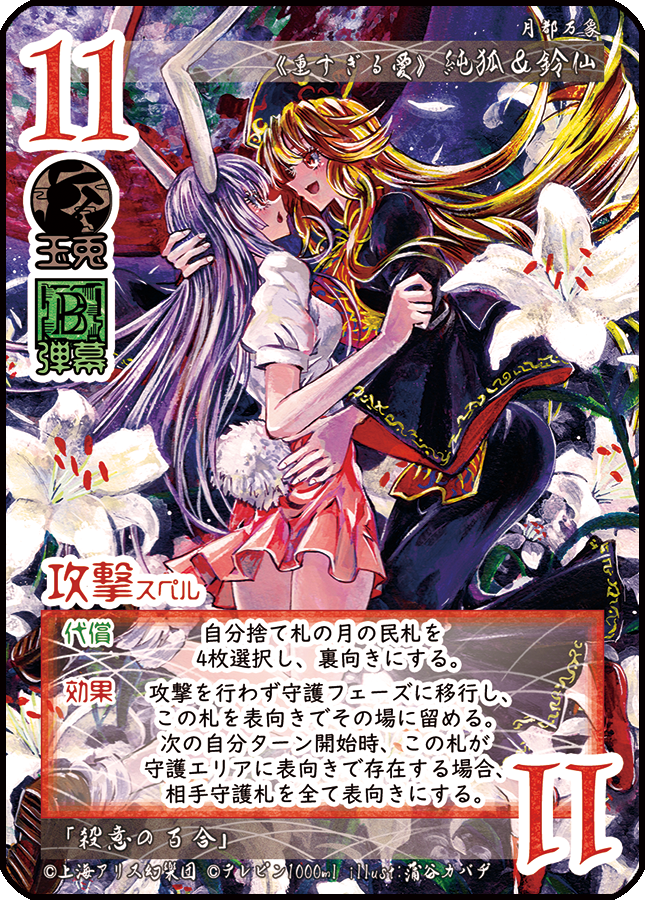 11
月都万象
《重すぎる愛》 純狐&鈴仙
玉兎
B
弾幕
攻撃スペル
代償
自分捨て札の月の民札を
4枚選択し、裏向きにする。
効果
攻撃を行わず守護フェーズに移行し、
この札を表向きでその場に留める。
次の自分ターン開始時、この札が
守護エリアに表向きで存在する場合、
相手守護札を全て表向きにする。
11
「殺意の百合」
©上海アリス幻樂団 ©テレピン1000ml illust:蒲谷カバヂ